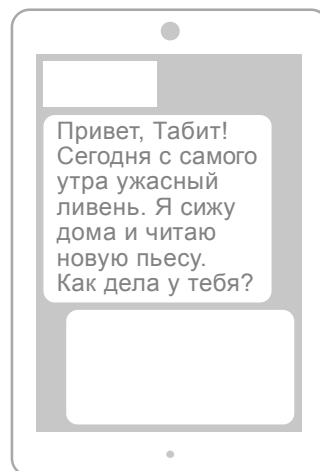 Привет, Табит!
Сегодня с самого
утра ужасный
ливень. Я сижу
дома и читаю
новую пьесу.
Как дела у тебя?